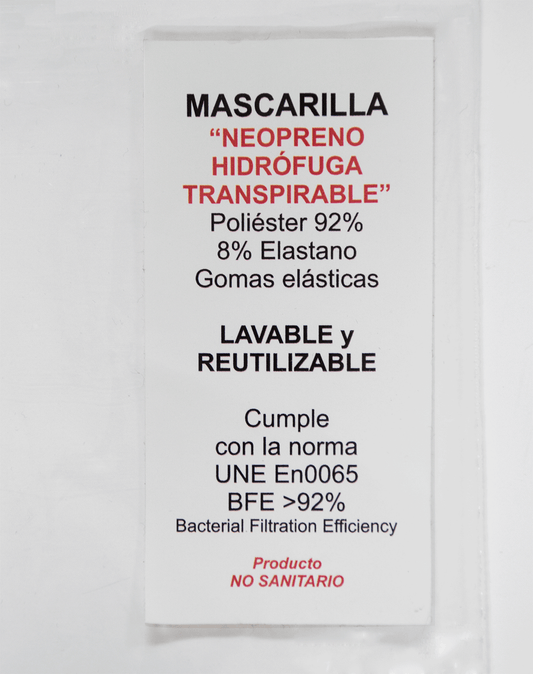 MASCARILLA
“NEOPRENO
HIDRÓFUGA
TRANSPIRABLE”
Poliéster 92%
8% Elastano
Gomas elásticas
LAVABLE y
REUTILIZABLE
Cumple
con la norma
UNE En0065
BFE >92%
Bacterial Filtration Efficiency
Producto
NO SANITARIO